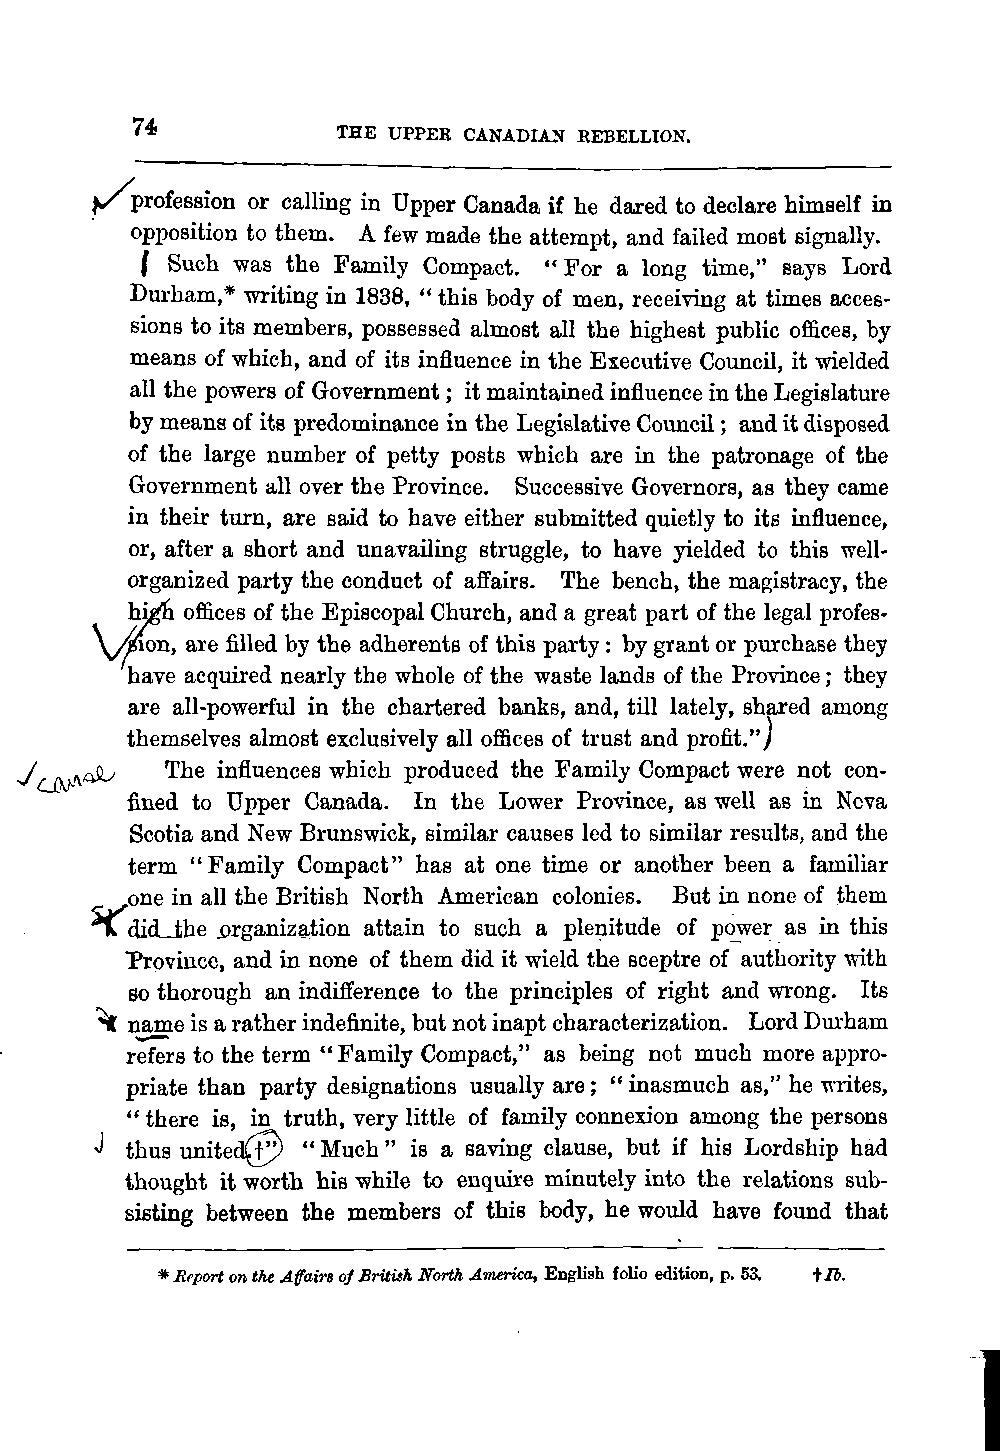 74 THE UPPER CANADIAN REBELLION.
profession or calling in Upper Canada if he dared to declare himself in
opposition to them. A few made the attempt, and failed most signally.
Such was the Family Compact. “For a long time,” says Lord
Durham,* writing in 1838, “this body of men, receiving at times acces-
sions to its members, possessed almost all the highest public offices, by
means of which, and of its influence in the Executive Council, it wielded
all the powers of Government; it maintained influence in the Legislature
by means of its predominance in the Legislative Council; and it disposed
of the large number of petty posts which are in the patronage of the
Government all over the Province. Successive Governors, as they came
in their turn, are said to have either submitted quietly to its influence,
or, after a short and unavailing struggle, to have yielded to this well-
organized party the conduct of affairs. The bench, the magistracy, the
high offices of the Episcopal Church, and a great part of the legal profes-
sion, are filled by the adherents of this party: by grant or purchase they
have acquired nearly the whole of the waste lands of the Province; they
are all-powerful in the chartered banks, and, till lately, shared among
themselves almost exclusively all offices of trust and profit.”
cause
The influences which produced the Family Compact were not con-
fined to Upper Canada. In the Lower Province, as well as in Nova
Scotia and New Brunswick, similar causes led to similar results, and the
term “Family Compact” has at one time or another been a familiar
one in all the British North American colonies. But in none of them
did the organization attain to such a plenitude of power as in this
Province, and in none of them did it wield the sceptre of authority with
so thorough an indifference to the principles of right and wrong. Its
name is a rather indefinite, but not inapt characterization. Lord Durham
refers to the term “Family Compact,” as being not much more appro-
priate than party designations usually are; “inasmuch as,” he writes,
“there is, in truth, very little of family connexion among the persons
thus united.†” “Much” is a saving clause, but if his Lordship had
thought it worth his while to enquire minutely into the relations sub-
sisting between the members of this body, he would have found that
* Report on the Affairs of British North America, English folio edition, p. 53. † Ib.